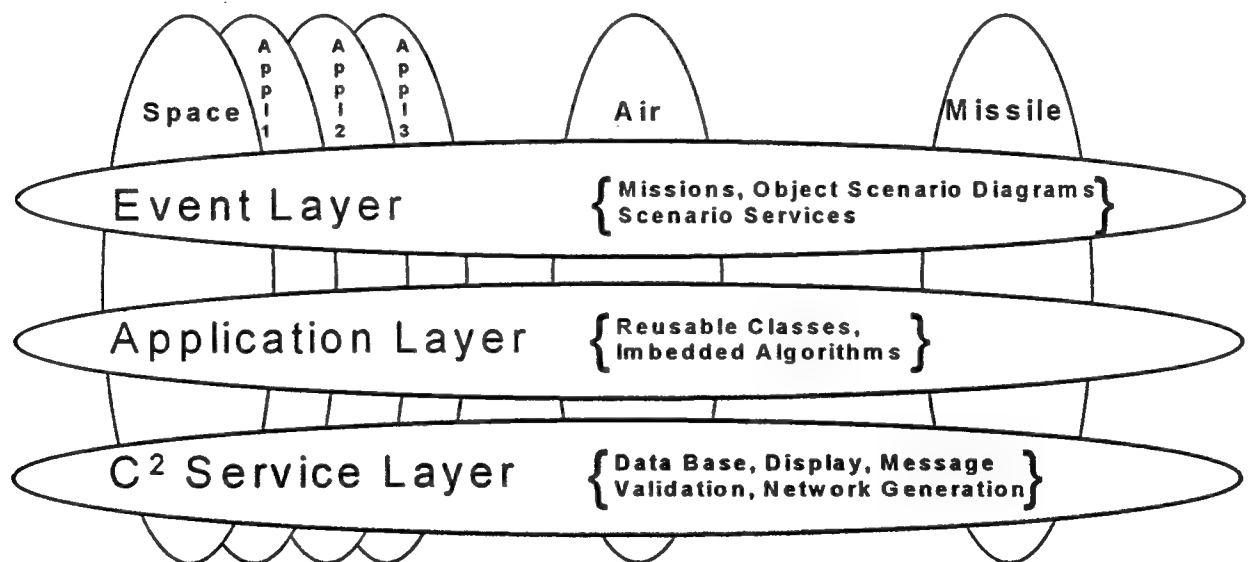 Space
Appl1
Appl2
Appl3
Air
Missile
Event Layer
{Missions, Object Scenario Diagrams
Scenario Services}
Application Layer
{Reusable Classes,
Imbedded Algorithms}
C² Service Layer
{Data Base, Display, Message
Validation, Network Generation}